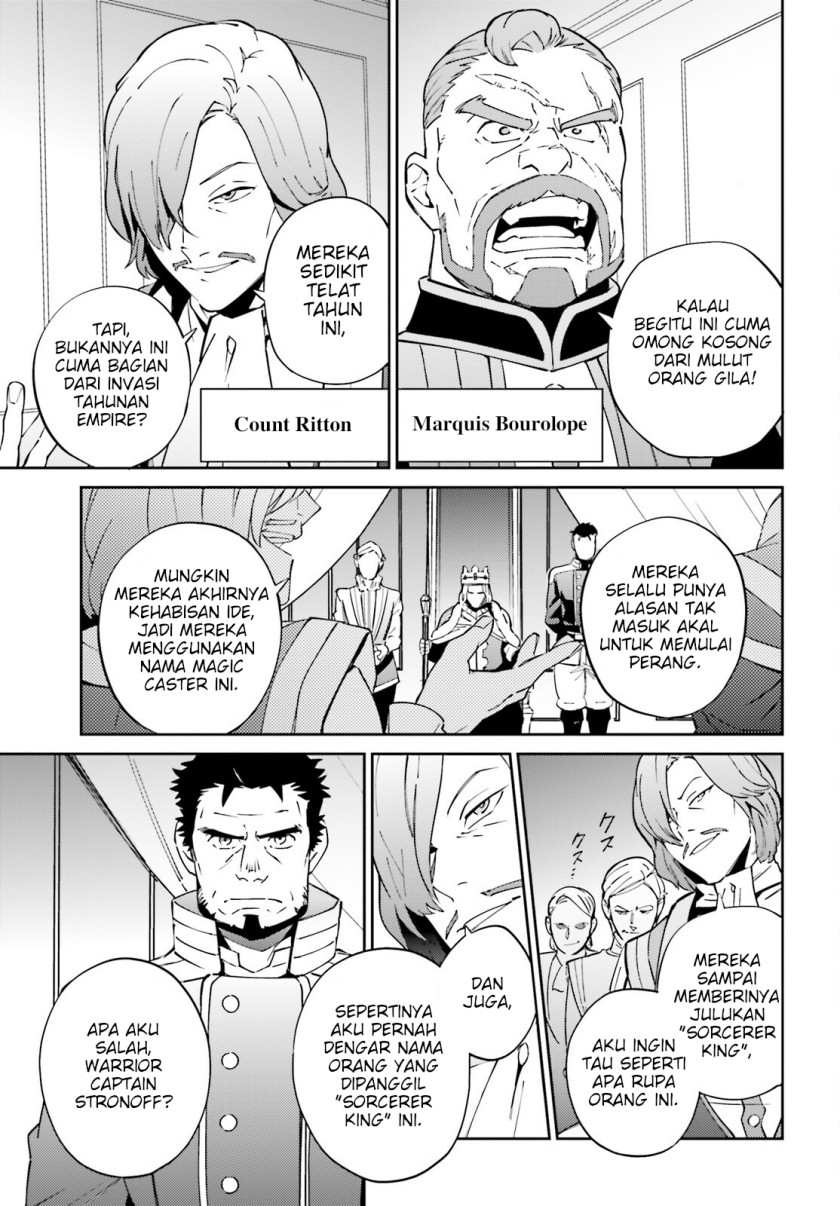 KALAU
BEGITU INI CUMA
OMONG KOSONG
DARI MULUT
ORANG GILA!
Marquis Bourolope
MEREKA
SEDIKIT
TELAT
TAHUN
INI,
TAPI,
BUKANNYA INI
CUMA BAGIAN
DARI INVASI
TAHUNAN
EMPIRE?
Count Ritton
MEREKA
SELALU PUNYA
ALASAN TAK
MASUK AKAL
UNTUK MEMULAI
PERANG.
MUNGKIN
MEREKA AKHIRNYA
KEHABISAN IDE,
JADI MEREKA
MENGGUNAKAN
NAMA MAGIC
CASTER INI.
クス…
クス…
MEREKA
SAMPAI
MEMBERINYA
JULUKAN
"SORCERER
KING",
AKU INGIN
TAU SEPERTI
APA RUPA
ORANG INI.
DAN
JUGA,
SEPERTINYA
AKU PERNAH
DENGAR NAMA
ORANG YANG
DIPANGGIL
"SORCERER
KING" INI.
APA AKU
SALAH,
WARRIOR
CAPTAIN
STRONOFF?